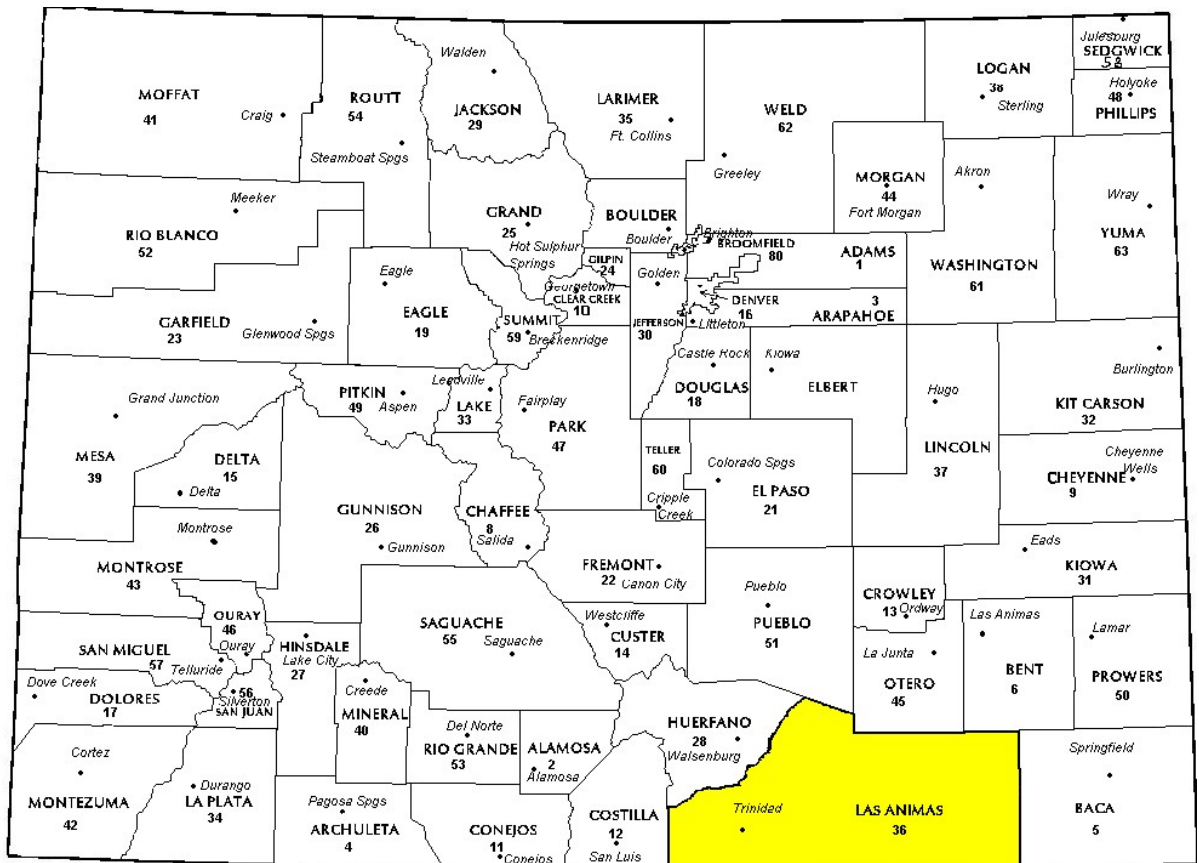 Walden
JACKSON
29
MOFFAT
41
Craig
ROUTT
54
Steamboat Spgs
LARIMER
35
Ft. Collins
WELD
62
Greeley
LOGAN
38
Sterling
Julesburg
SEDGWICK
58
Holyoke
48
PHILLIPS
MORGAN
44
Fort Morgan
Akron
WASHINGTON
61
Wray
YUMA
63
Meeker
RIO BLANCO
52
GRAND
25
Hot Sulphur
Springs
BOULDER
Boulder
Brighton
BROOMFIELD
80
ADAMS
1
GILPIN
24
Golden
Georgetown
CLEAR CREEK
10
JEFFERSON
30
DENVER
16
Littleton
3
ARAPAHOE
Eagle
EAGLE
19
GARFIELD
23
Glenwood Spgs
SUMMIT
59
Breckenridge
Castle Rock
DOUGLAS
18
Kiowa
ELBERT
Hugo
LINCOLN
37
Burlington
KIT CARSON
32
Grand Junction
MESA
39
PITKIN
49
Aspen
Leadville
LAKE
33
Fairplay
PARK
47
DELTA
15
Delta
TELLER
60
Cripple
Creek
Colorado Spgs
EL PASO
21
Cheyenne
Wells
CHEYENNE
9
GUNNISON
26
Gunnison
CHAFFEE
8
Salida
Montrose
MONTROSE
43
FREMONT
22
Canon City
Eads
KIOWA
31
OURAY
46
Ouray
HINSDALE
Lake City
27
SAGUACHE
55
Saguache
Westcliffe
CUSTER
14
Pueblo
PUEBLO
51
CROWLEY
13
Ordway
Las Animas
BENT
6
Lamar
PROWERS
50
La Junta
OTERO
45
SAN MIGUEL
57
Telluride
Dove Creek
DOLORES
17
56
Silverton
SAN JUAN
Creede
MINERAL
40
Del Norte
RIO GRANDE
53
ALAMOSA
2
Alamosa
HUERFANO
28
Walsenburg
Cortez
MONTEZUMA
42
Durango
LA PLATA
34
Pagosa Spgs
ARCHULETA
4
CONEJOS
11
Conejos
COSTILLA
12
San Luis
Trinidad
LAS ANIMAS
36
Springfield
BACA
5